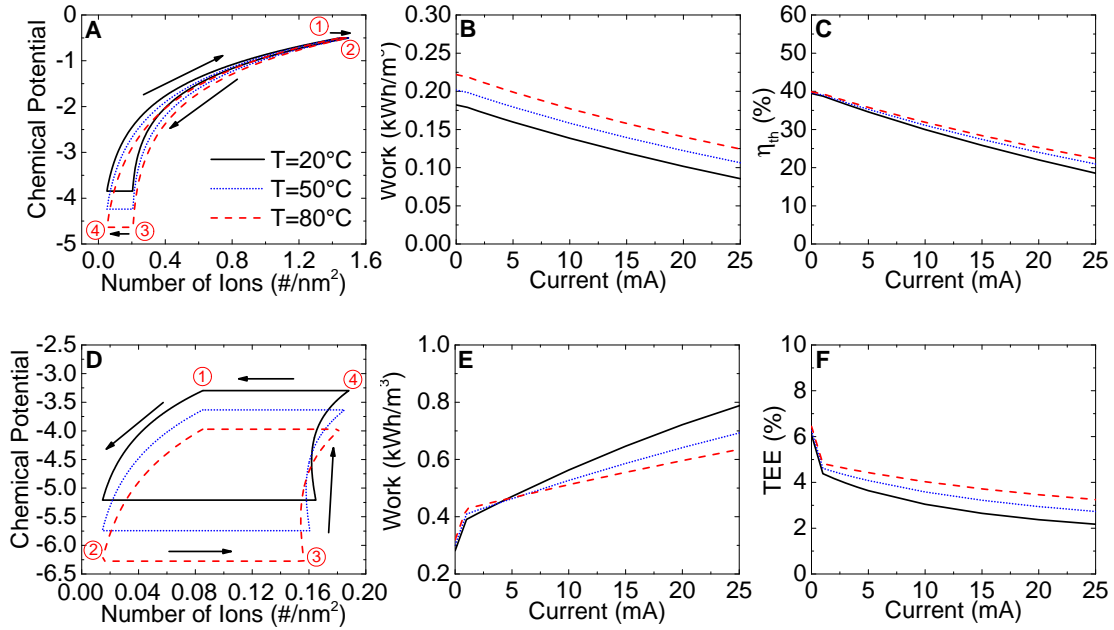 A
Chemical Potential
0
-1
-2
-3
-4
-5
0.0 0.4 0.8 1.2 1.6
Number of Ions (#/nm²)
① ②
④ ③
T=20°C
T=50°C
T=80°C
B
Work (kWh/m³)
0.30
0.25
0.20
0.15
0.10
0.05
0.00
0 5 10 15 20 25
Current (mA)
C
ηth (%)
60
50
40
30
20
10
0
0 5 10 15 20 25
Current (mA)
D
Chemical Potential
-2.5
-3.0
-3.5
-4.0
-4.5
-5.0
-5.5
-6.0
-6.5
0.00 0.04 0.08 0.12 0.16 0.20
Number of Ions (#/nm²)
① ④
② ③
E
Work (kWh/m³)
1.0
0.8
0.6
0.4
0.2
0 5 10 15 20 25
Current (mA)
F
TEE (%)
10
8
6
4
2
0
0 5 10 15 20 25
Current (mA)